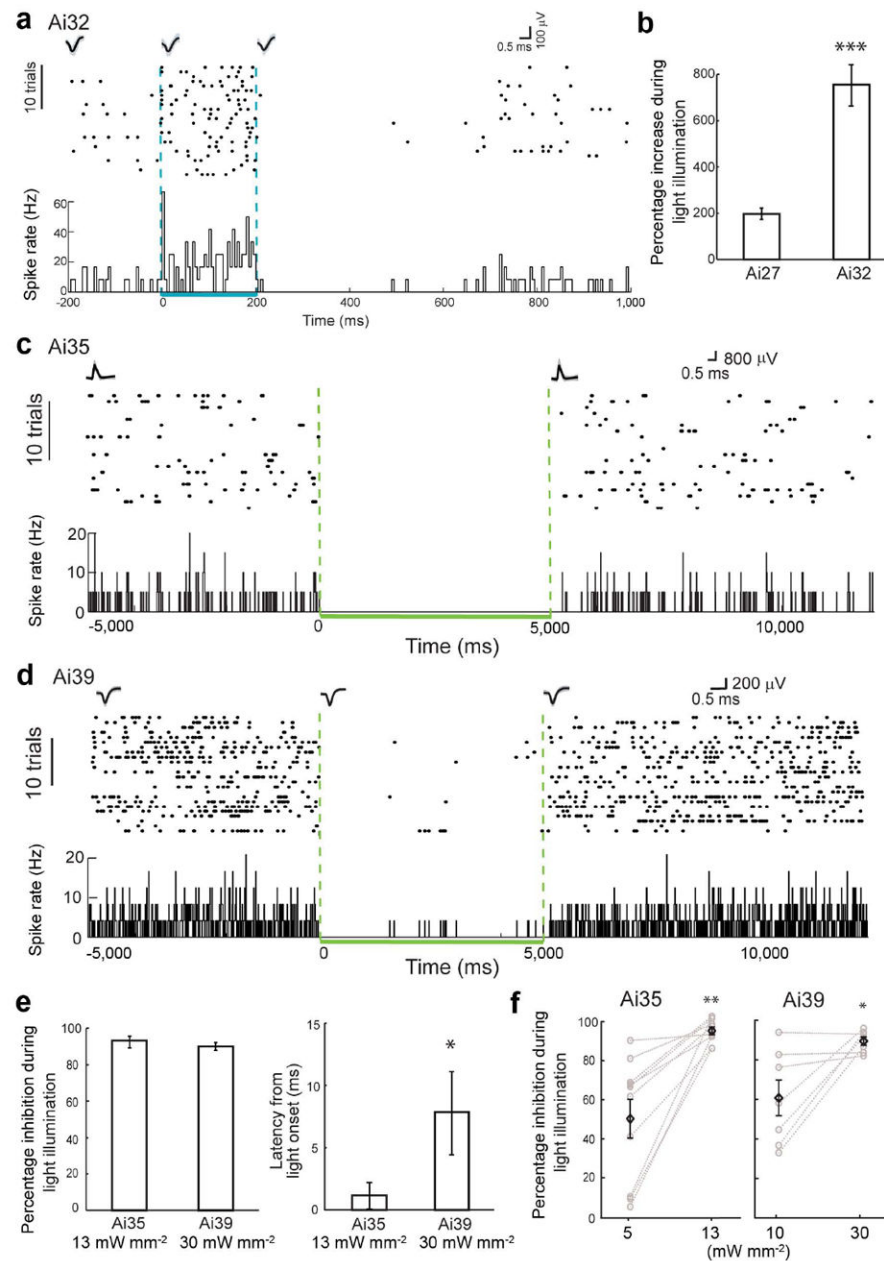 a Ai32
0.5 ms
100 µV
10 trials
Spike rate (Hz)
60
40
20
0
-200
0
200
400
600
800
1,000
Time (ms)
b
***
Percentage increase during
light illumination
800
600
400
200
0
Ai27
Ai32
c Ai35
800 µV
0.5 ms
10 trials
Spike rate (Hz)
20
10
0
-5,000
0
5,000
10,000
Time (ms)
d Ai39
200 µV
0.5 ms
10 trials
Spike rate (Hz)
20
10
0
-5,000
0
5,000
10,000
Time (ms)
e
Percentage inhibition during
light illumination
100
80
60
40
20
0
Ai35
13 mW mm-2
Ai39
30 mW mm-2
Latency from
light onset (ms)
15
10
5
0
*
Ai35
13 mW mm-2
Ai39
30 mW mm-2
f
Ai35
Ai39
**
*
Percentage inhibition during
light illumination
100
80
60
40
20
0
5
13
10
30
(mW mm-2)